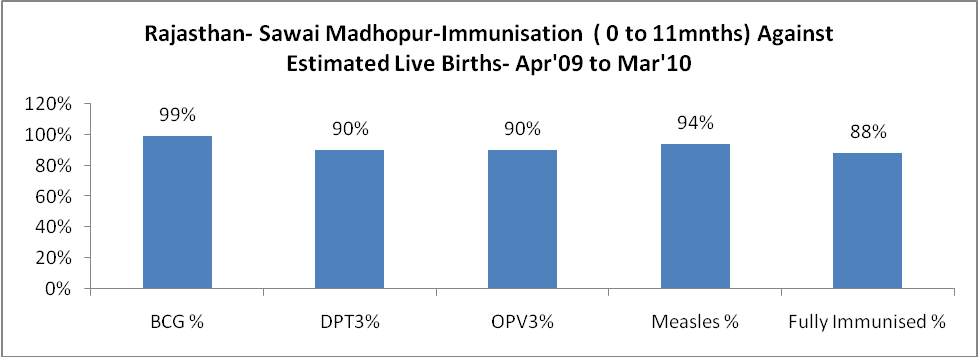 Rajasthan- Sawai Madhopur-Immunisation ( 0 to 11mnths) Against
Estimated Live Births- Apr'09 to Mar'10
120%
100%
80%
60%
40%
20%
0%
99%
90%
90%
94%
88%
BCG %
DPT3%
OPV3%
Measles %
Fully Immunised %